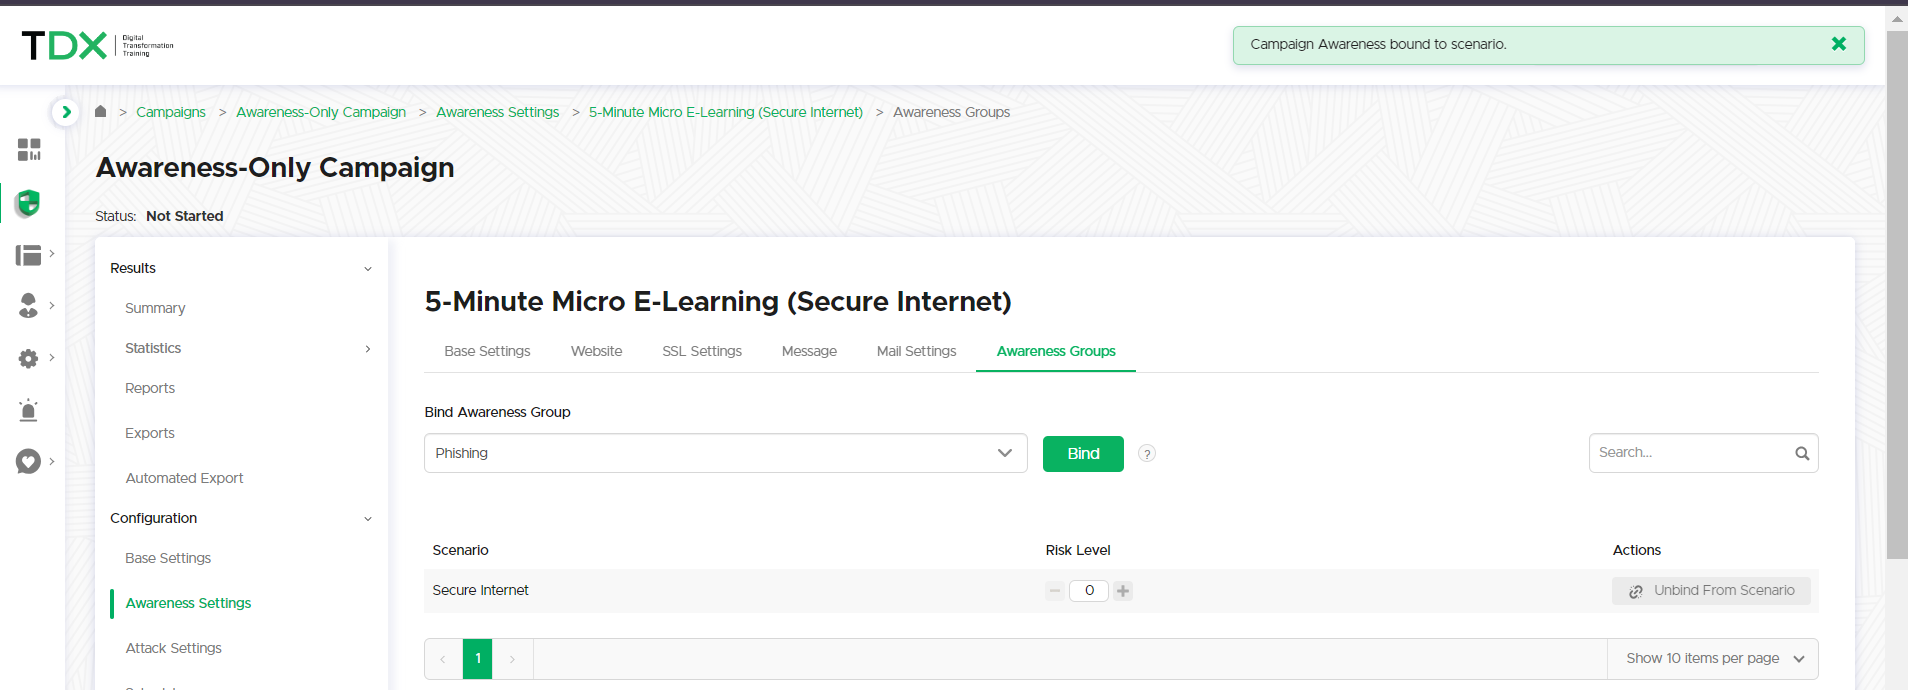 TDX
Digital
Transformation
Training
Campaign Awareness bound to scenario.
> Campaigns > Awareness-Only Campaign > Awareness Settings > 5-Minute Micro E-Learning (Secure Internet) > Awareness Groups
Awareness-Only Campaign
Status: Not Started
Results
Summary
Statistics
Reports
Exports
Automated Export
Configuration
Base Settings
Awareness Settings
Attack Settings
5-Minute Micro E-Learning (Secure Internet)
Base Settings Website SSL Settings Message Mail Settings Awareness Groups
Bind Awareness Group
Phishing Bind ? Search...
Scenario Risk Level Actions
Secure Internet 0 Unbind From Scenario
1 Show 10 items per page